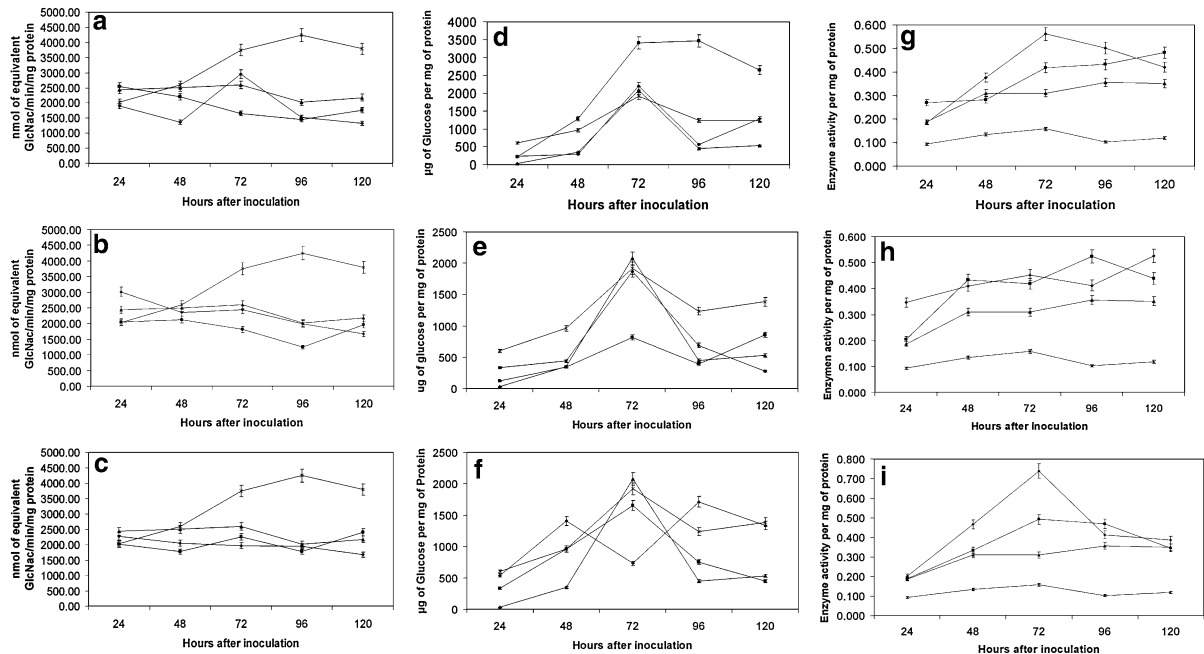 a
nmol of equivalent
GlcNac/min/mg protein
5000.00
4500.00
4000.00
3500.00
3000.00
2500.00
2000.00
1500.00
1000.00
500.00
0.00
24 48 72 96 120
Hours after inoculation
d
µg of Glucose per mg of protein
4000
3500
3000
2500
2000
1500
1000
500
0
24 48 72 96 120
Hours after inoculation
g
Enzyme activity per mg of protein
0.600
0.500
0.400
0.300
0.200
0.100
0.000
24 48 72 96 120
Hours after inoculation
b
nmol of equivalent
GlcNac/min/mg protein
5000.00
4500.00
4000.00
3500.00
3000.00
2500.00
2000.00
1500.00
1000.00
500.00
0.00
24 48 72 96 120
Hours after inoculation
e
ug of glucose per mg of protein
2500
2000
1500
1000
500
0
24 48 72 96 120
Hours after inoculation
h
Enzymen activity per mg of protein
0.600
0.500
0.400
0.300
0.200
0.100
0.000
24 48 72 96 120
Hours after inoculation
c
nmol of equivalent
GlcNac/min/mg protein
5000.00
4500.00
4000.00
3500.00
3000.00
2500.00
2000.00
1500.00
1000.00
500.00
0.00
24 48 72 96 120
Hours after inoculation
f
µg of Glucose per mg of Protein
2500
2000
1500
1000
500
0
24 48 72 96 120
Hours after inoculation
i
Enzyme activity per mg of protein
0.800
0.700
0.600
0.500
0.400
0.300
0.200
0.100
0.000
24 48 72 96 120
Hours after inoculation